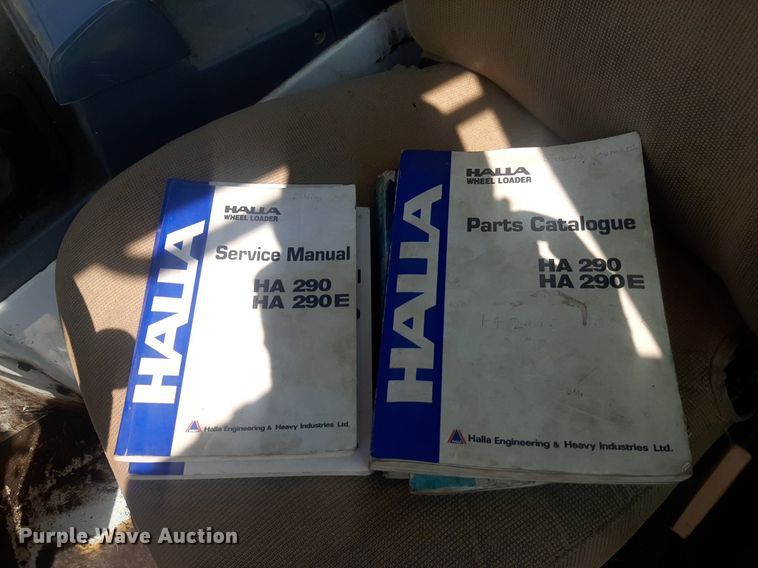 HALLA
HALLA
WHEEL LOADER
Service Manual
HA 290
HA 290E
Halla Engineering & Heavy Industries Ltd.
HALLA
HALLA
WHEEL LOADER
Parts Catalogue
HA 290
HA 290E
Halla Engineering & Heavy Industries Ltd.
Purple Wave Auction